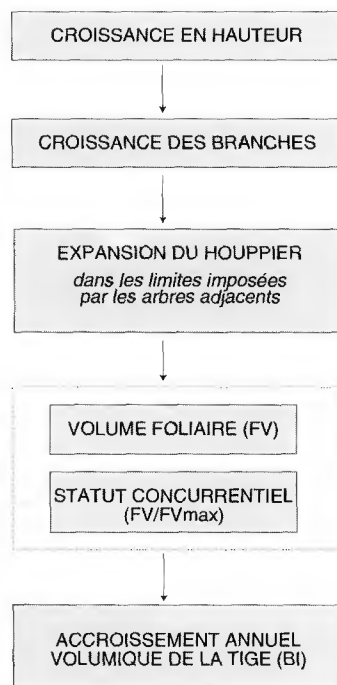 CROISSANCE EN HAUTEUR
CROISSANCE DES BRANCHES
EXPANSION DU HOUPPIER
dans les limites imposées
par les arbres adjacents
VOLUME FOLIAIRE (FV)
STATUT CONCURRENTIEL
(FV/FVmax)
ACCROISSEMENT ANNUEL
VOLUMIQUE DE LA TIGE (BI)